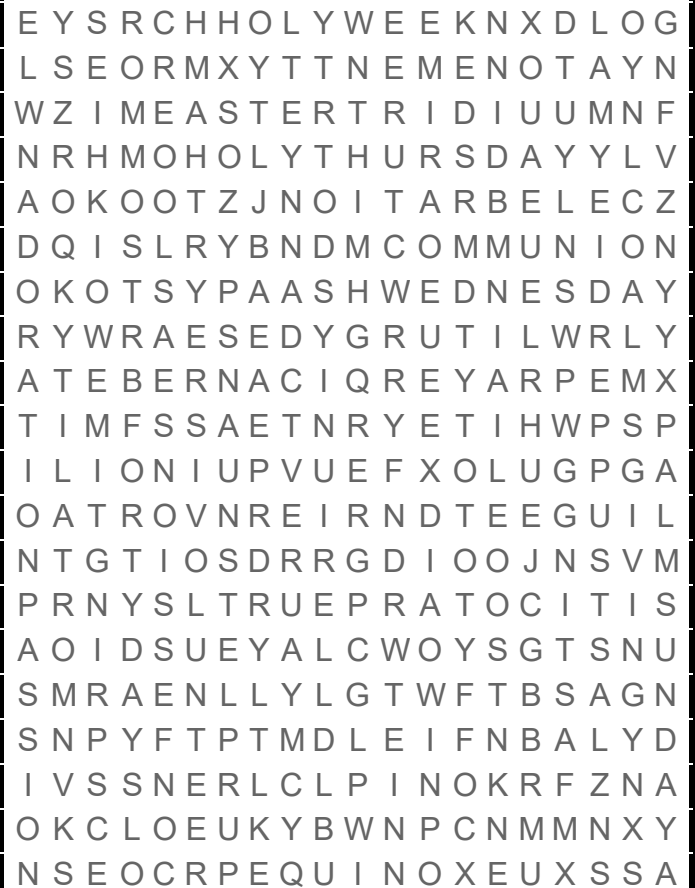 E Y S R C H H O L Y W E E K N X D L O G
L S E O R M X Y T T N E M E N O T A Y N
W Z I M E A S T E R T R I D I U U M N F
N R H M O H O L Y T H U R S D A Y Y L V
A O K O O T Z J N O I T A R B E L E C Z
D Q I S L R Y B N D M C O M M U N I O N
O K O T S Y P A A S H W E D N E S D A Y
R Y W R A E S E D Y G R U T I L W R L Y
A T E B E R N A C I Q R E Y A R P E M X
T I M F S S A E T N R Y E T I H W P S P
I L I O N I U P V U E F X O L U G P G A
O A T R O V N R E I R N D T E E G U I L
N T G T I O S D R R G D I O O J N S V M
P R N Y S L T R U E P R A T O C I T I S
A O I D S U E Y A L C W O Y S G T S N U
S M R A E N L L Y L G T W F T B S A G N
S N P Y F T P T M D L E I F N B A L Y D
I V S S N E R L C L P I N O K R F Z N A
O K C L O E U K Y B W N P C N M M N X Y
N S E O C R P E Q U I N O X E U X S S A